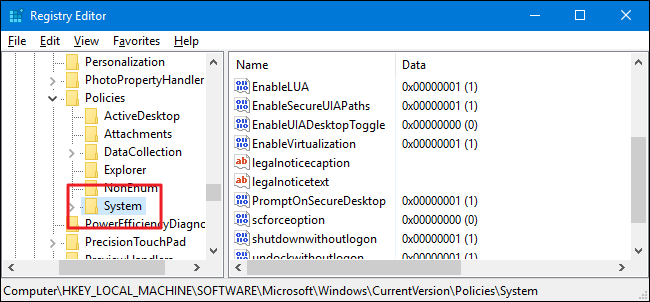 Registry Editor
File Edit View Favorites Help
Personalization
PhotoPropertyHandler
Policies
ActiveDesktop
Attachments
DataCollection
Explorer
NonEnum
System
PowerEfficiencyDiagno
PrecisionTouchPad
PreviewHandlers
Name Data
EnableLUA 0x00000001 (1)
EnableSecureUIAPaths 0x00000001 (1)
EnableUIADesktopToggle 0x00000000 (0)
EnableVirtualization 0x00000001 (1)
legalnoticecaption
legalnoticetext
PromptOnSecureDesktop 0x00000001 (1)
scforceoption 0x00000000 (0)
shutdownwithoutlogon 0x00000001 (1)
undockwithoutlogon 0x00000001 (1)
Computer\HKEY_LOCAL_MACHINE\SOFTWARE\Microsoft\Windows\CurrentVersion\Policies\System